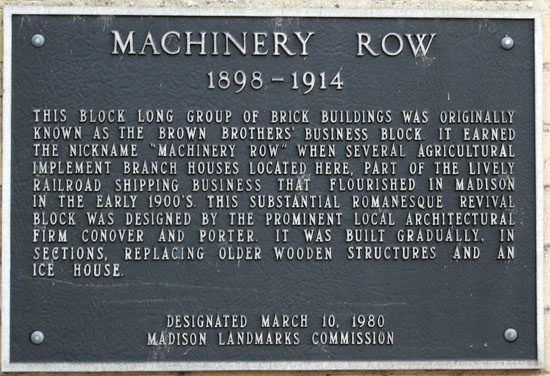 MACHINERY ROW
1898-1914
THIS BLOCK LONG GROUP OF BRICK BUILDINGS WAS ORIGINALLY
KNOWN AS THE BROWN BROTHERS' BUSINESS BLOCK. IT EARNED
THE NICKNAME "MACHINERY ROW" WHEN SEVERAL AGRICULTURAL
IMPLEMENT BRANCH HOUSES LOCATED HERE, PART OF THE LIVELY
RAILROAD SHIPPING BUSINESS THAT FLOURISHED IN MADISON
IN THE EARLY 1900'S. THIS SUBSTANTIAL ROMANESQUE REVIVAL
BLOCK WAS DESIGNED BY THE PROMINENT LOCAL ARCHITECTURAL
FIRM CONOVER AND PORTER. IT WAS BUILT GRADUALLY, IN
SECTIONS, REPLACING OLDER WOODEN STRUCTURES AND AN
ICE HOUSE.
DESIGNATED MARCH 10, 1980
MADISON LANDMARKS COMMISSION